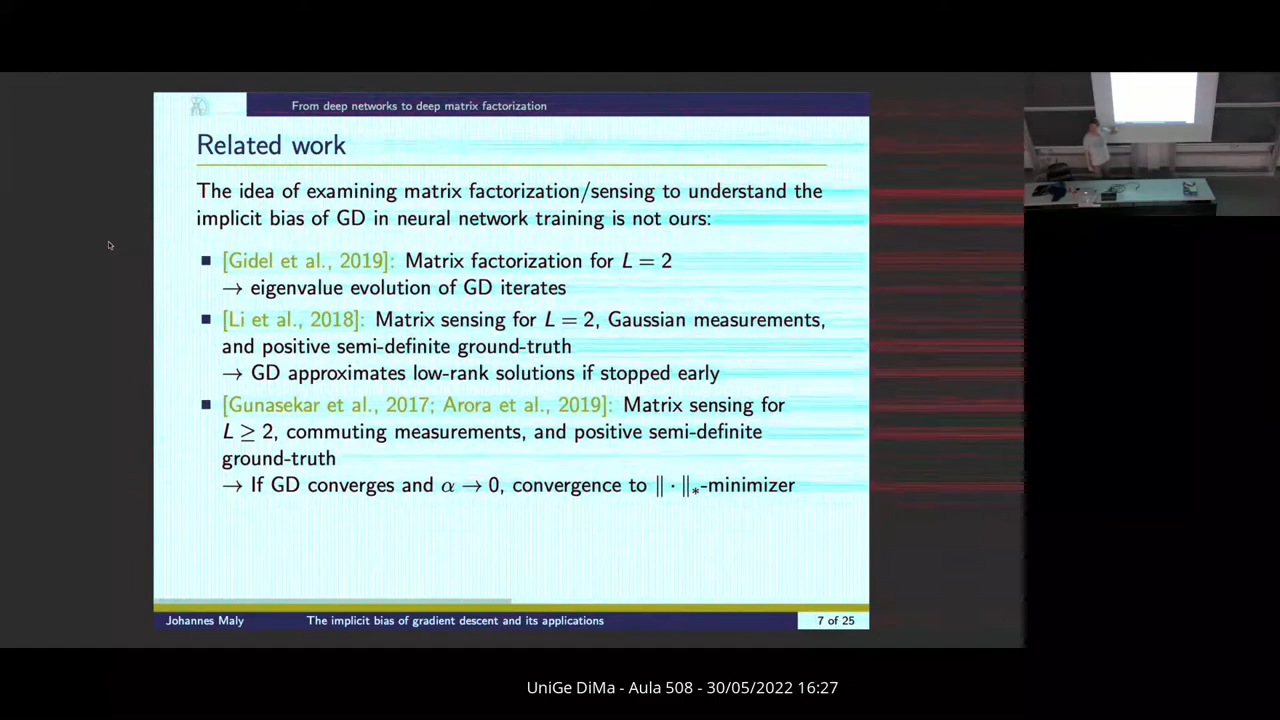 From deep networks to deep matrix factorization
Related work
The idea of examining matrix factorization/sensing to understand the
implicit bias of GD in neural network training is not ours:
[Gidel et al., 2019]: Matrix factorization for L = 2
→ eigenvalue evolution of GD iterates
[Li et al., 2018]: Matrix sensing for L = 2, Gaussian measurements,
and positive semi-definite ground-truth
→ GD approximates low-rank solutions if stopped early
[Gunasekar et al., 2017; Arora et al., 2019]: Matrix sensing for
L ≥ 2, commuting measurements, and positive semi-definite
ground-truth
→ If GD converges and α → 0, convergence to ‖ · ‖*-minimizer
Johannes Maly The implicit bias of gradient descent and its applications 7 of 25
UniGe DiMa - Aula 508 - 30/05/2022 16:27